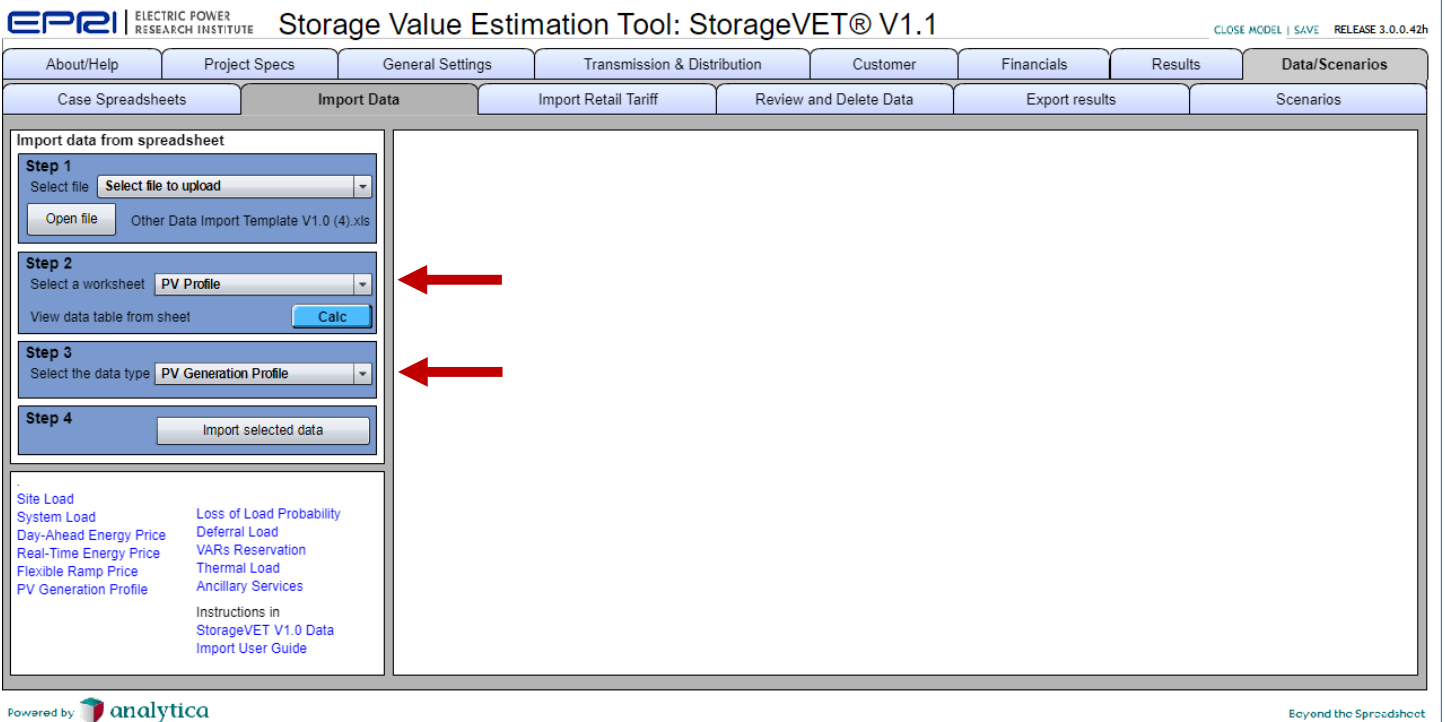 EPRI ELECTRIC POWER RESEARCH INSTITUTE
Storage Value Estimation Tool: StorageVET® V1.1
CLOSE MODEL | SAVE RELEASE 3.0.0.42h
About/Help Project Specs General Settings Transmission & Distribution Customer Financials Results Data/Scenarios
Case Spreadsheets Import Data Import Retail Tariff Review and Delete Data Export results Scenarios
Import data from spreadsheet
Step 1
Select file Select file to upload
Open file Other Data Import Template V1.0 (4).xls
Step 2
Select a worksheet PV Profile
View data table from sheet Calc
Step 3
Select the data type PV Generation Profile
Step 4
Import selected data
.
Site Load
System Load
Day-Ahead Energy Price
Real-Time Energy Price
Flexible Ramp Price
PV Generation Profile
Loss of Load Probability
Deferral Load
VARs Reservation
Thermal Load
Ancillary Services
Instructions in
StorageVET V1.0 Data
Import User Guide
Powered by analytica
Beyond the Spreadsheet